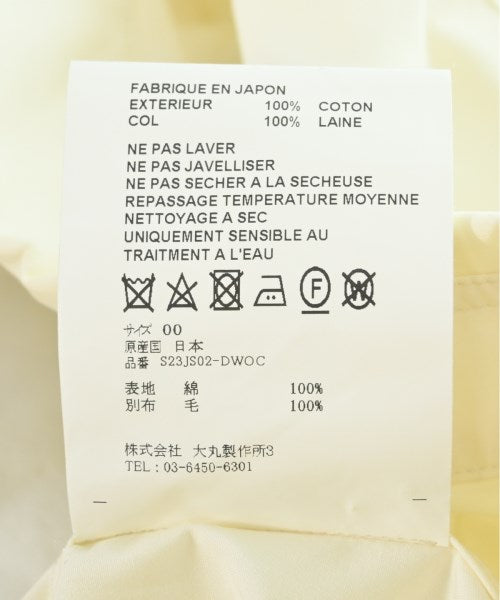 FABRIQUE EN JAPON
EXTERIEUR 100% COTON
COL 100% LAINE
NE PAS LAVER
NE PAS JAVELLISER
NE PAS SECHER A LA SECHEUSE
REPASSAGE TEMPERATURE MOYENNE
NETTOYAGE A SEC
UNIQUEMENT SENSIBLE AU
TRAITMENT A L'EAU
F W
サイズ 00
原産国 日本
品番 S23JS02-DWOC
表地 綿 100%
別布 毛 100%
株式会社 大丸製作所3
TEL:03-6450-6301